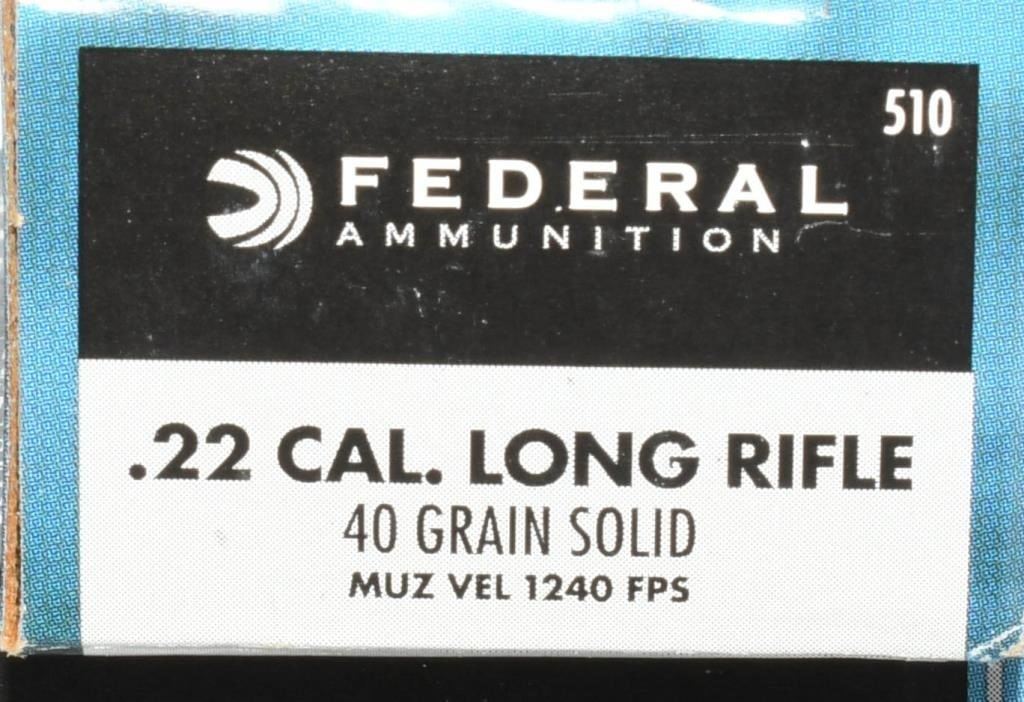 510
FEDERAL
AMMUNITION
.22 CAL. LONG RIFLE
40 GRAIN SOLID
MUZ VEL 1240 FPS